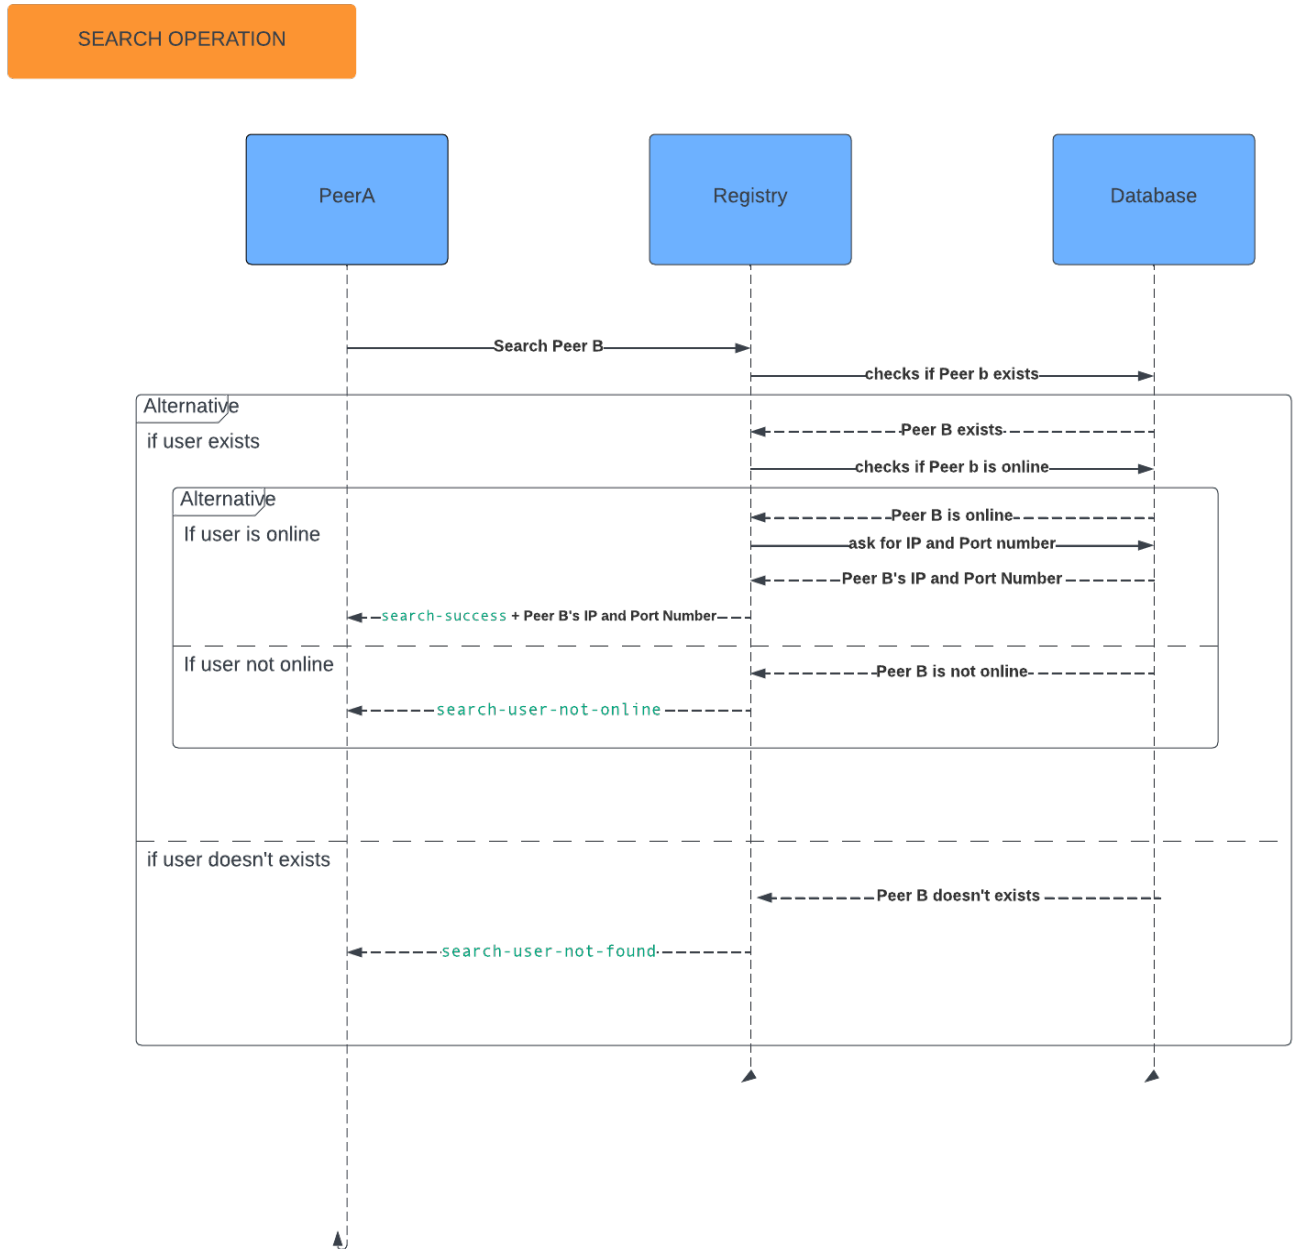 SEARCH OPERATION
PeerA
Registry
Database
Search Peer B
checks if Peer b exists
Alternative
if user exists
Peer B exists
checks if Peer b is online
Alternative
If user is online
Peer B is online
ask for IP and Port number
Peer B's IP and Port Number
search-success + Peer B's IP and Port Number
If user not online
Peer B is not online
search-user-not-online
if user doesn't exists
Peer B doesn't exists
search-user-not-found